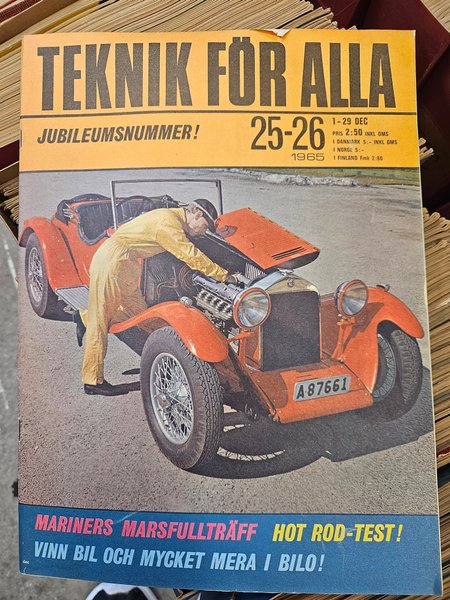 TEKNIK FÖR ALLA
JUBILEUMSNUMMER!
25-26
1965
1-29 DEC
PRIS 2:50 INKL OMS
I DANMARK 5:- INKL OMS
I NORGE 5:-
I FINLAND Fmk 2:80
A87661
MARINERS MARSFULLTRÄFF HOT ROD-TEST!
VINN BIL OCH MYCKET MERA I BILO!